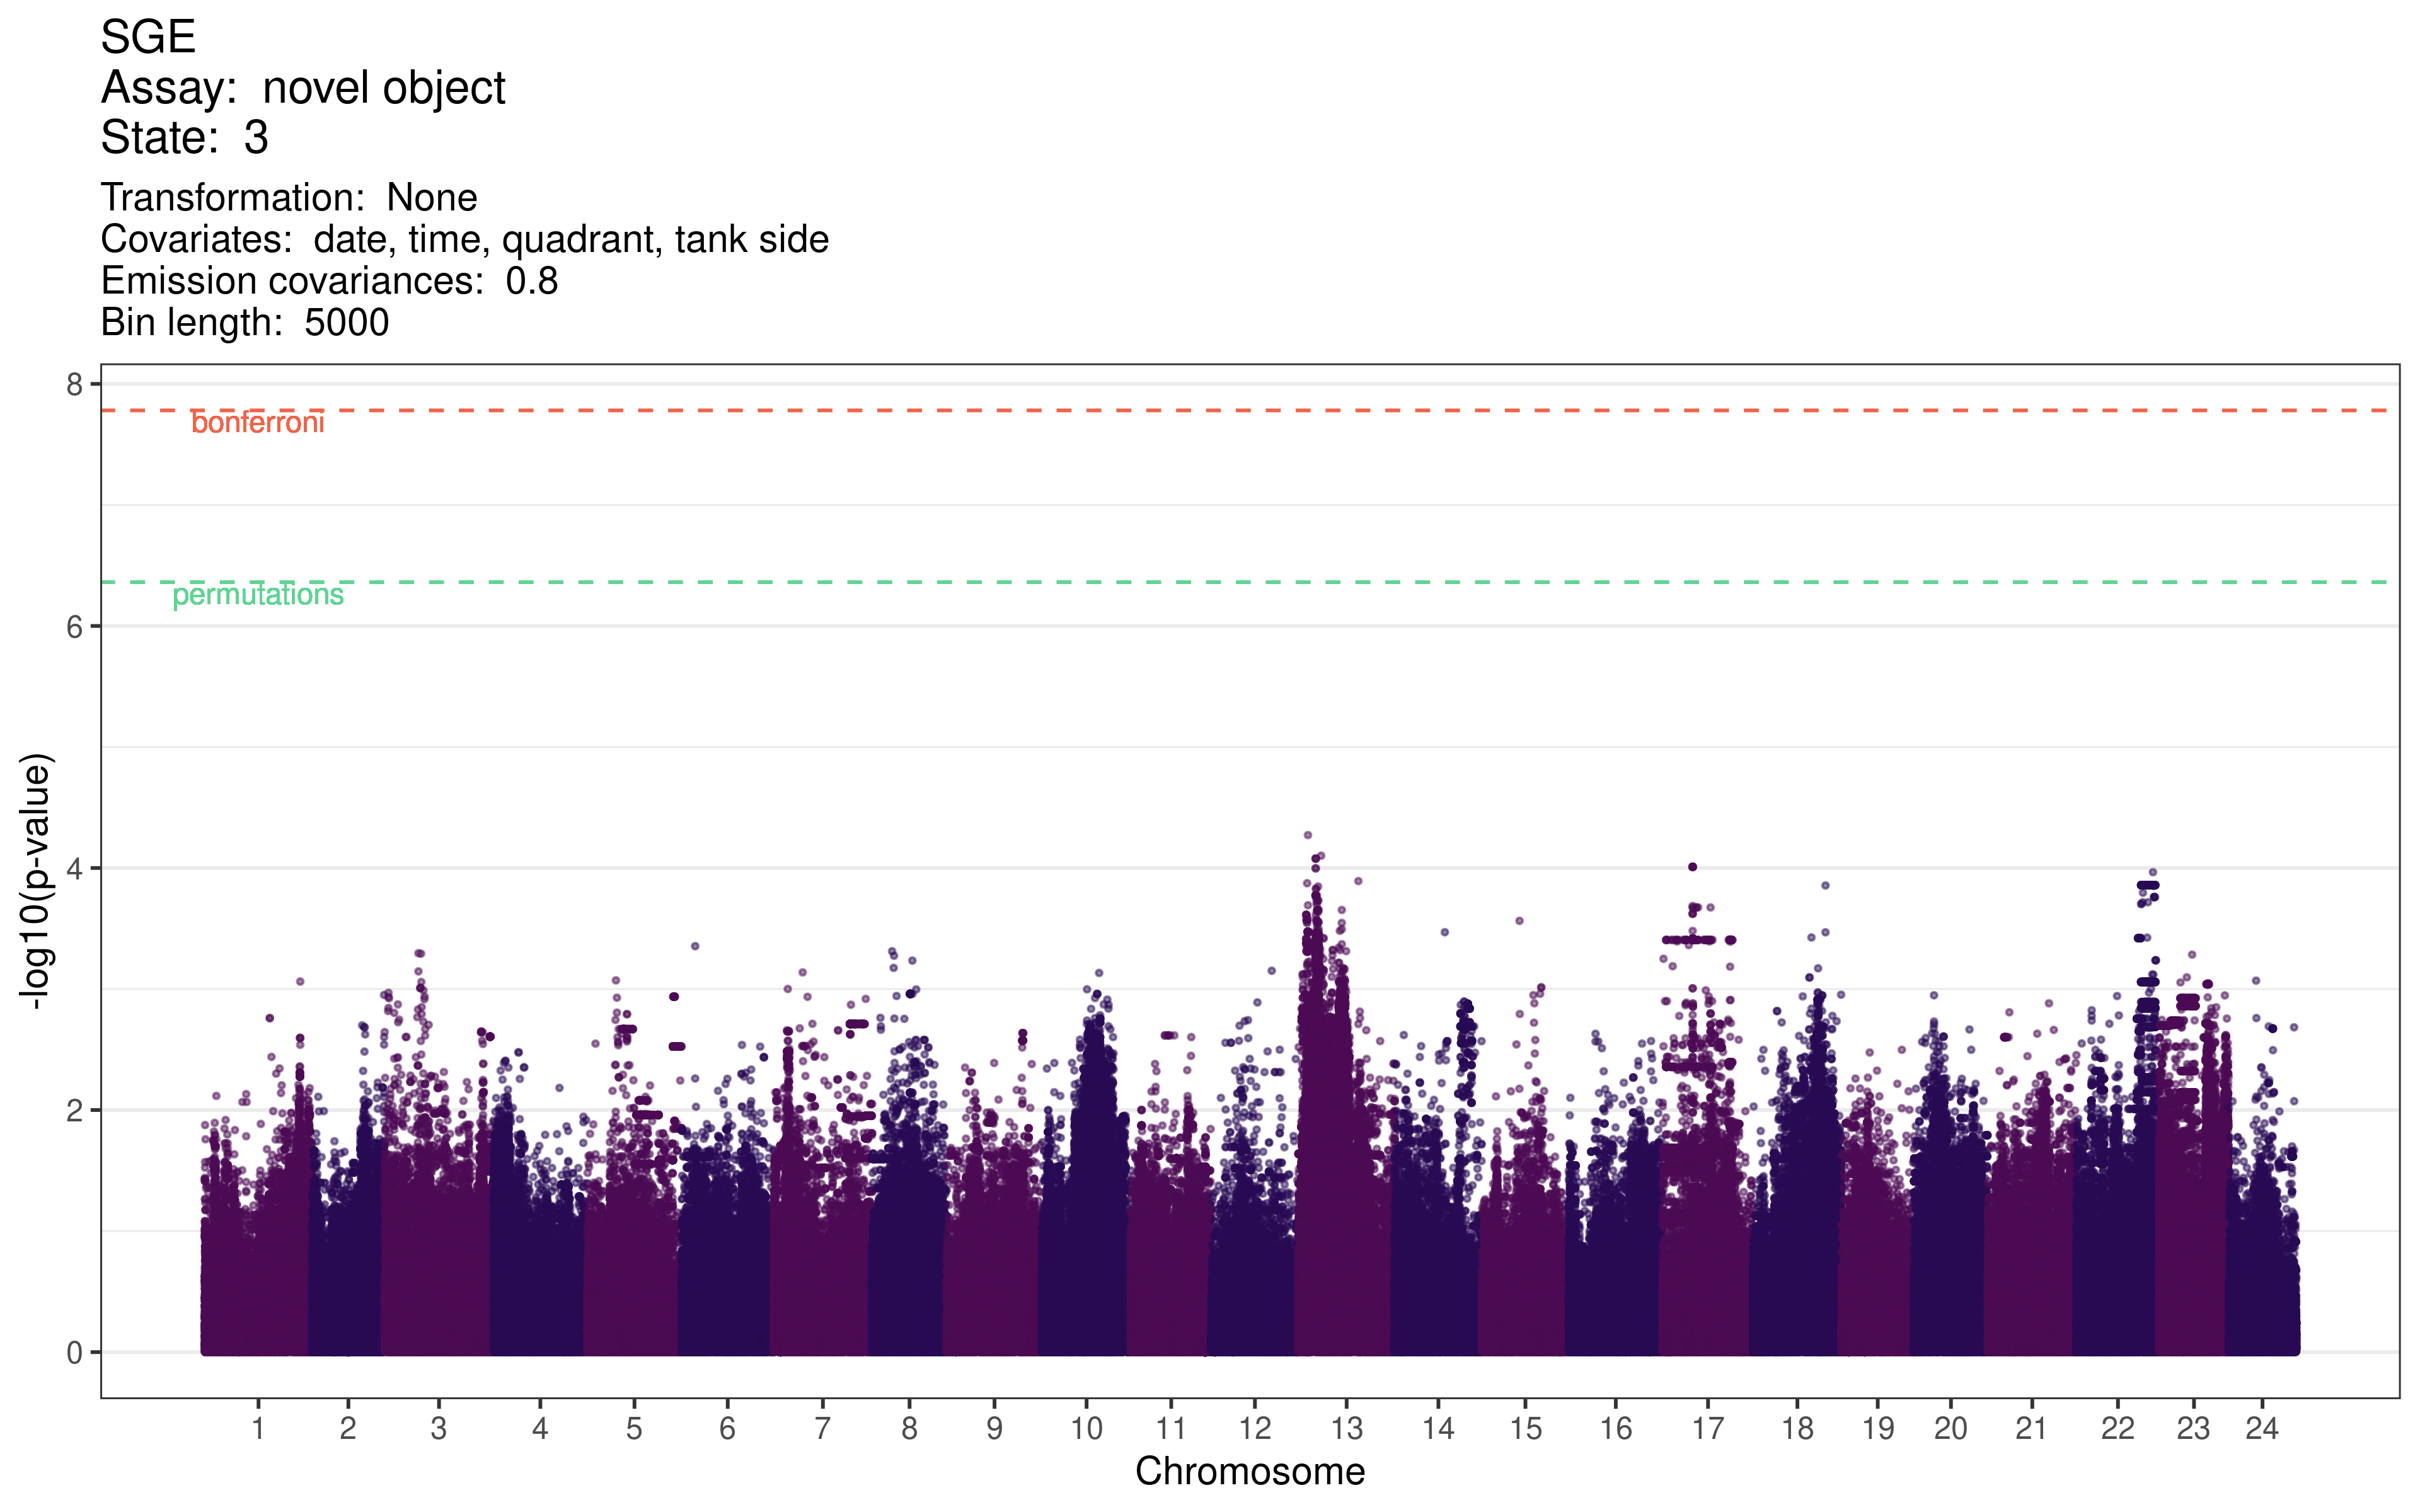 SGE
Assay:  novel object
State:  3
Transformation:  None
Covariates:  date, time, quadrant, tank side
Emission covariances:  0.8
Bin length:  5000
8
bonferroni
permutations
6
4
2
0
-log10(p-value)
1 2 3 4 5 6 7 8 9 10 11 12 13 14 15 16 17 18 19 20 21 22 23 24
Chromosome